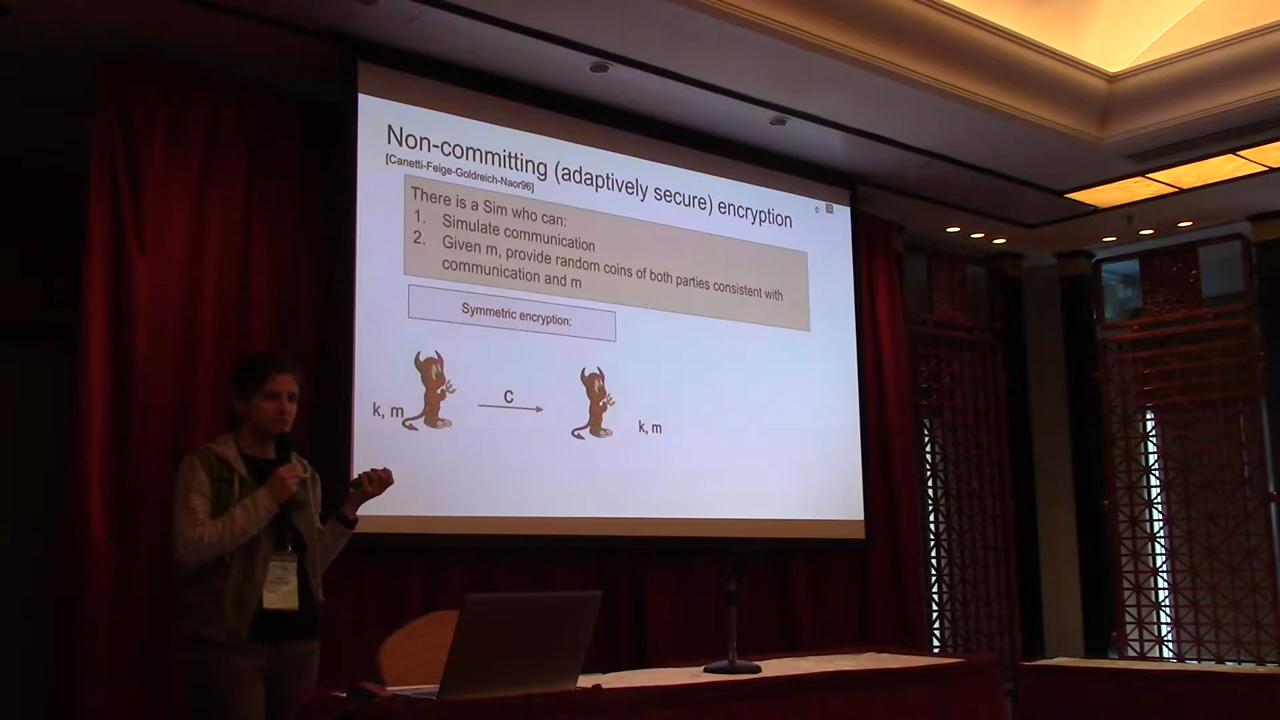 Non-committing (adaptively secure) encryption
[Canetti-Feige-Goldreich-Naor96]
There is a Sim who can:
1. Simulate communication
2. Given m, provide random coins of both parties consistent with
communication and m
Symmetric encryption:
k, m
C
k, m